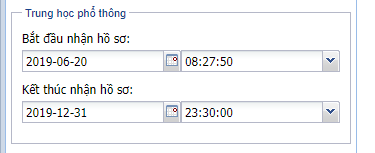 Trung học phổ thông
Bắt đầu nhận hồ sơ:
2019-06-20 08:27:50
Kết thúc nhận hồ sơ:
2019-12-31 23:30:00